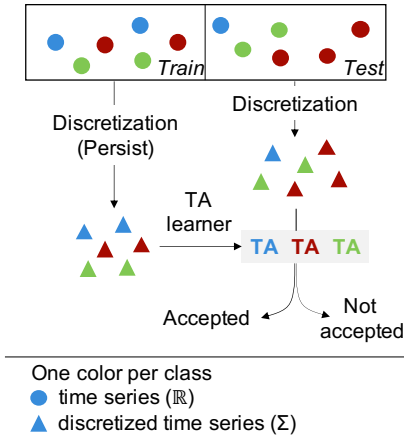 Train
Test
Discretization
(Persist)
Discretization
TA
learner
TA TA TA
Accepted
Not
accepted
One color per class
time series (ℝ)
discretized time series (Σ)